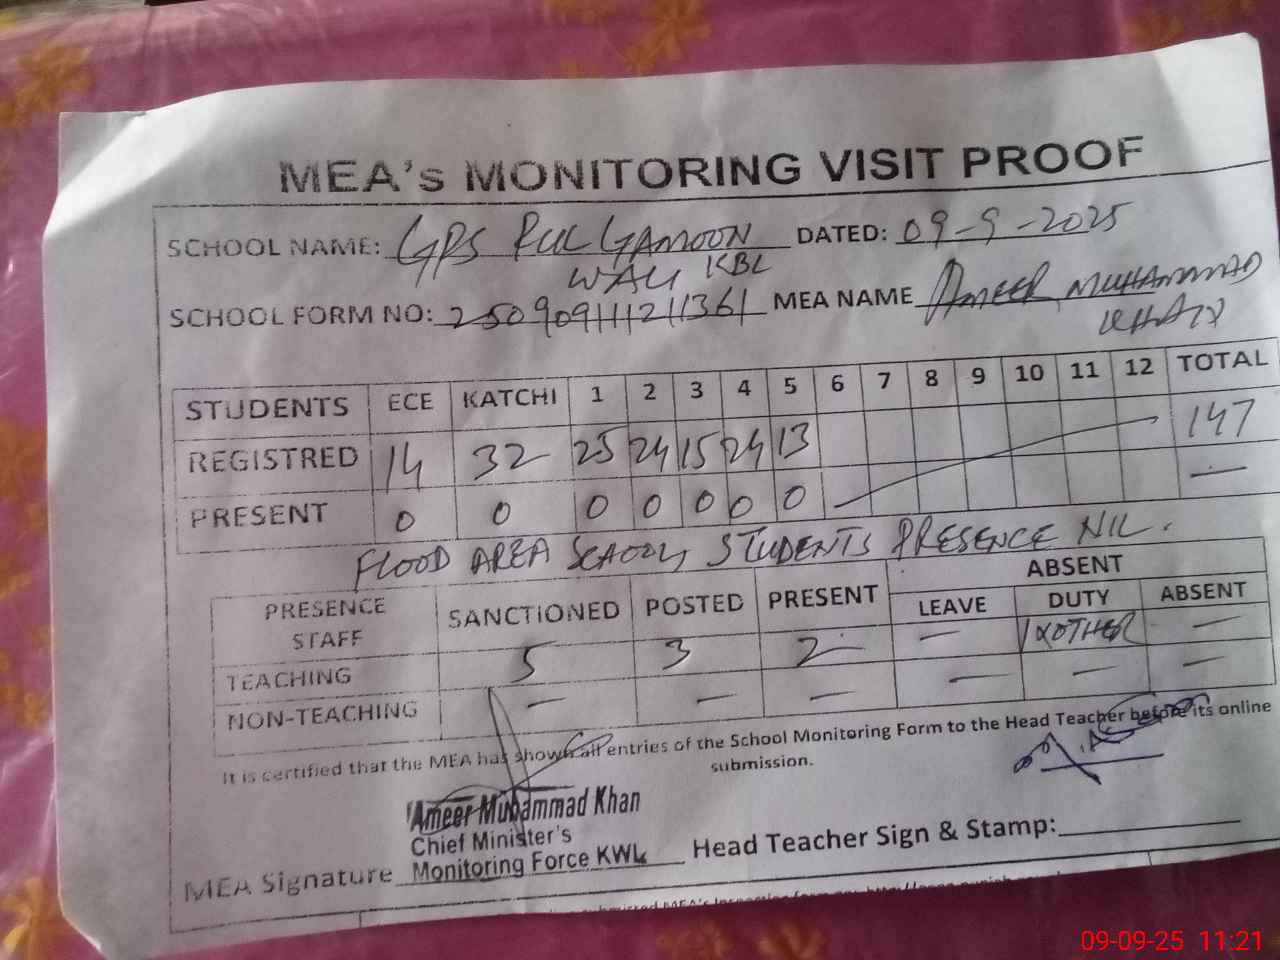 MEA's MONITORING VISIT PROOF
SCHOOL NAME: GPS PUL GAMOON DATED: 09-9-2025
WALI KBL
SCHOOL FORM NO: 2509091111211361 MEA NAME AMEER MUHAMMAD
KHAN
STUDENTS ECE KATCHI 1 2 3 4 5 6 7 8 9 10 11 12 TOTAL
REGISTRED 14 32 25 24 15 24 13 147
PRESENT 0 0 0 0 0 0 0 —
FLOOD AREA SCHOOL, STUDENTS PRESENCE NIL.
PRESENCE STAFF SANCTIONED POSTED PRESENT ABSENT
LEAVE DUTY ABSENT
TEACHING 5 3 2 — 1 XOTHER —
NON-TEACHING — — — — — —
It is certified that the MEA has shown all entries of the School Monitoring Form to the Head Teacher before its online
submission.
Ameer Muhammad Khan
Chief Minister's
Monitoring Force KWL
MEA Signature
Head Teacher Sign & Stamp:
09-09-25 11:21